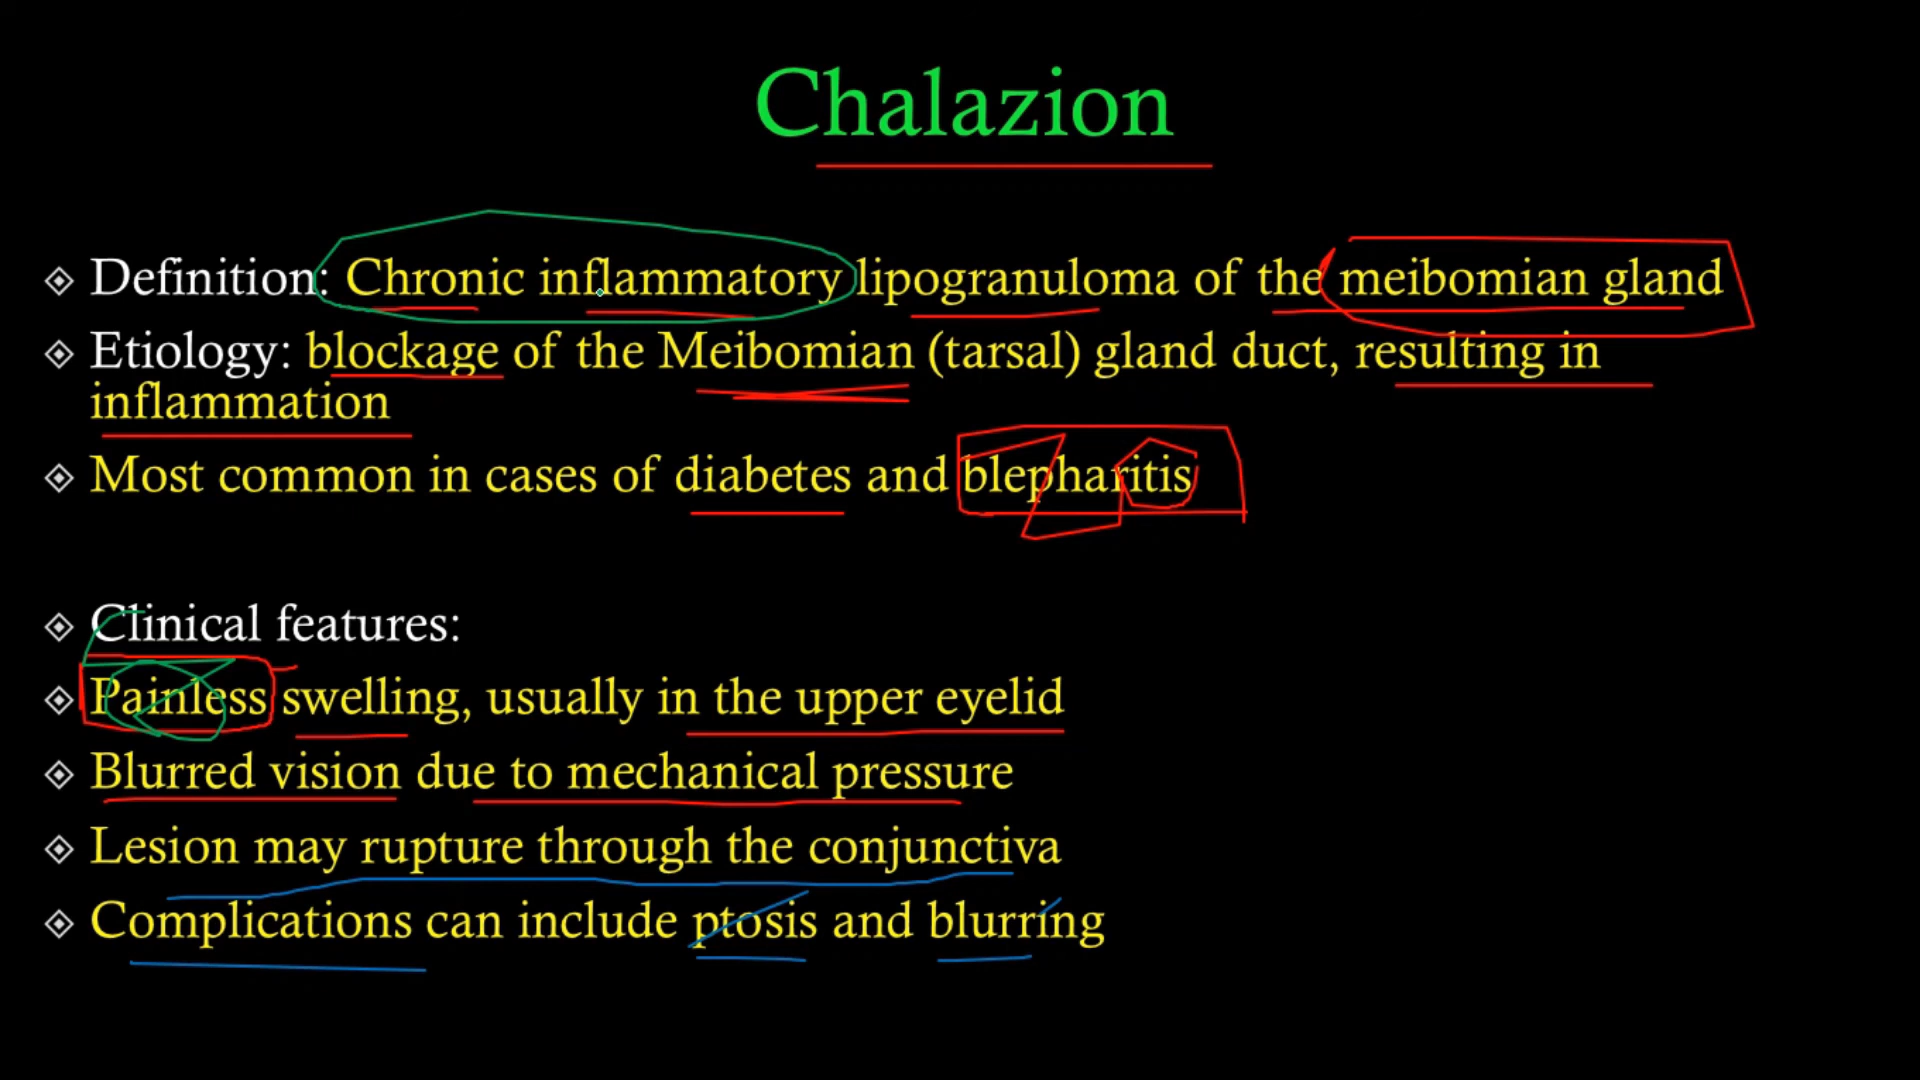 Chalazion
Definition: Chronic inflammatory lipogranuloma of the meibomian gland
Etiology: blockage of the Meibomian (tarsal) gland duct, resulting in
inflammation
Most common in cases of diabetes and blepharitis
Clinical features:
Painless swelling, usually in the upper eyelid
Blurred vision due to mechanical pressure
Lesion may rupture through the conjunctiva
Complications can include ptosis and blurring